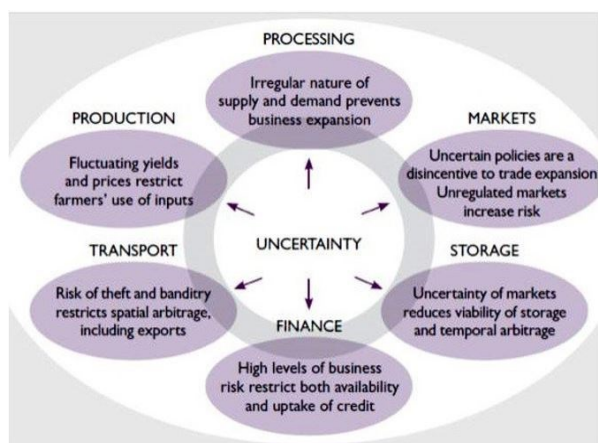 PROCESSING
Irregular nature of
supply and demand prevents
business expansion
PRODUCTION
Fluctuating yields
and prices restrict
farmers' use of inputs
MARKETS
Uncertain policies are a
disincentive to trade expansion
Unregulated markets
increase risk
UNCERTAINTY
TRANSPORT
Risk of theft and banditry
restricts spatial arbitrage,
including exports
STORAGE
Uncertainty of markets
reduces viability of storage
and temporal arbitrage
FINANCE
High levels of business
risk restrict both availability
and uptake of credit